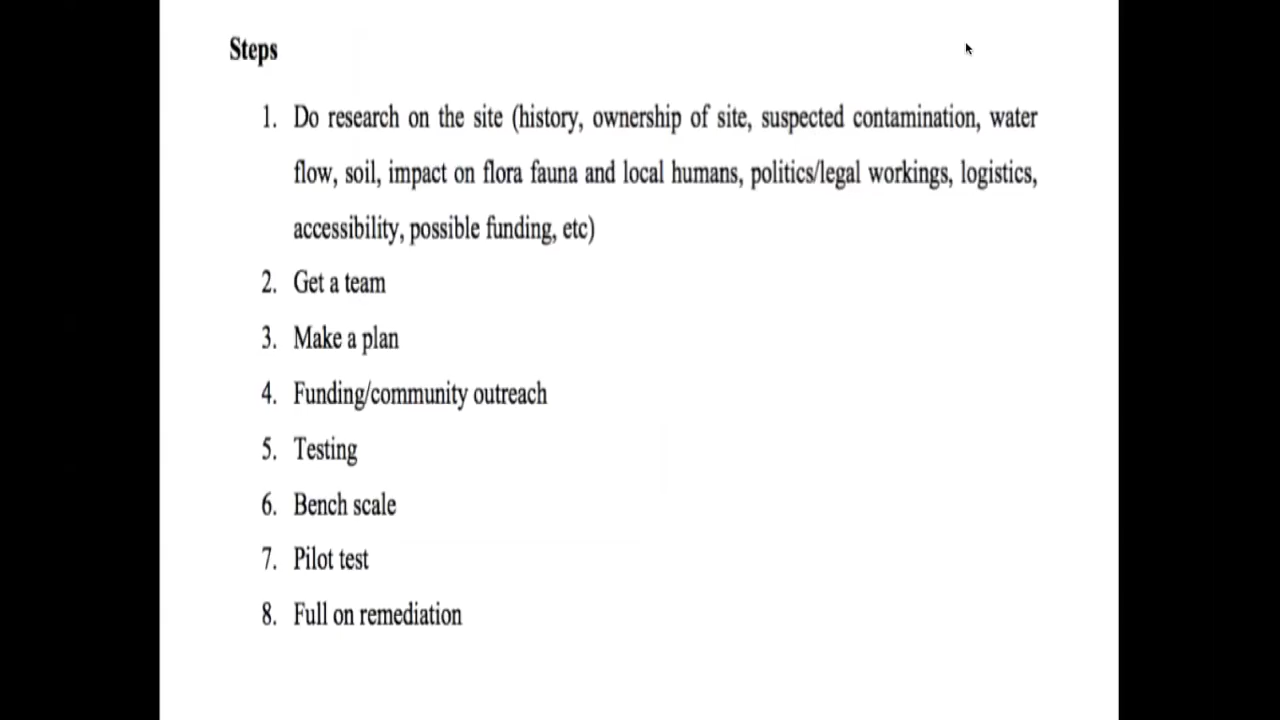 Steps
1. Do research on the site (history, ownership of site, suspected contamination, water
flow, soil, impact on flora fauna and local humans, politics/legal workings, logistics,
accessibility, possible funding, etc)
2. Get a team
3. Make a plan
4. Funding/community outreach
5. Testing
6. Bench scale
7. Pilot test
8. Full on remediation